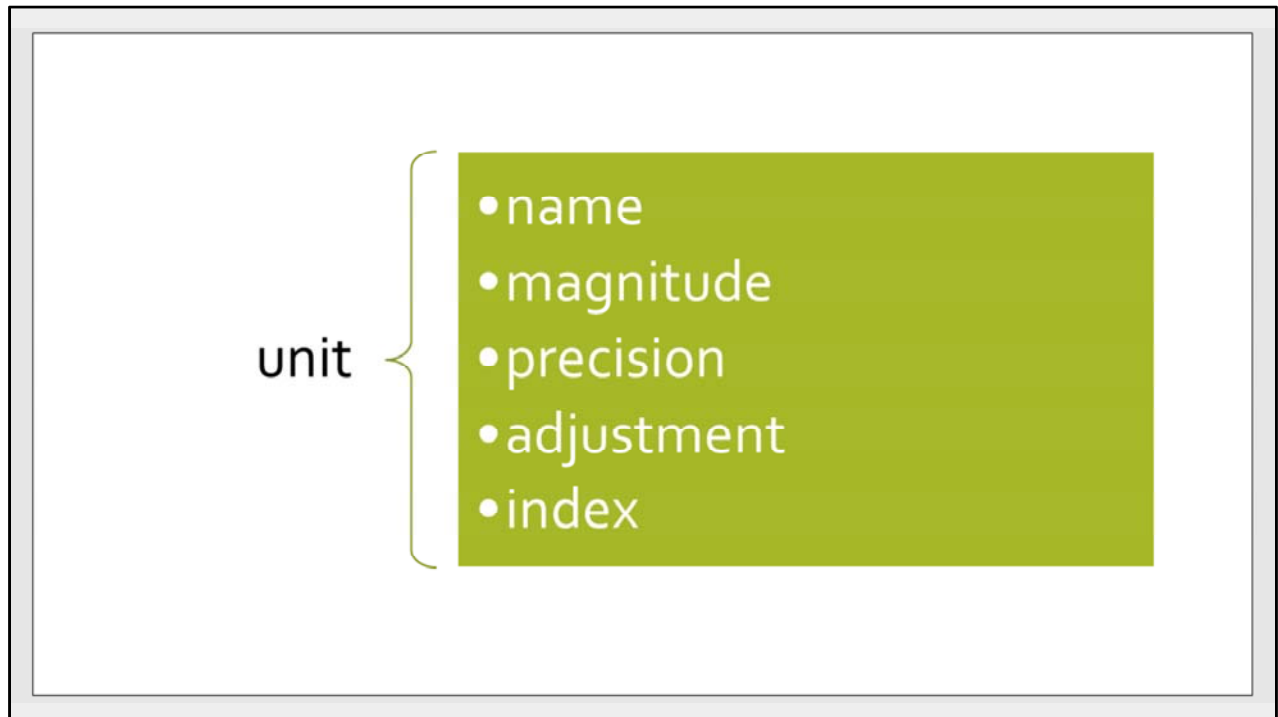 unit
•name
•magnitude
•precision
•adjustment
•index